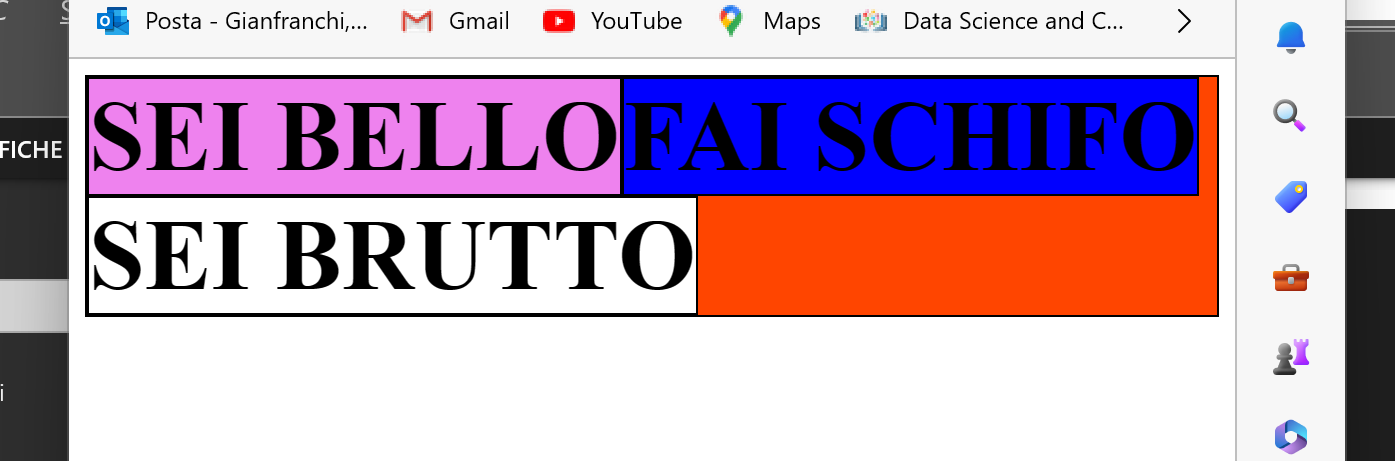 Posta - Gianfranchi,... Gmail YouTube Maps Data Science and C...
SEI BELLO FAI SCHIFO
FICHE
SEI BRUTTO
i